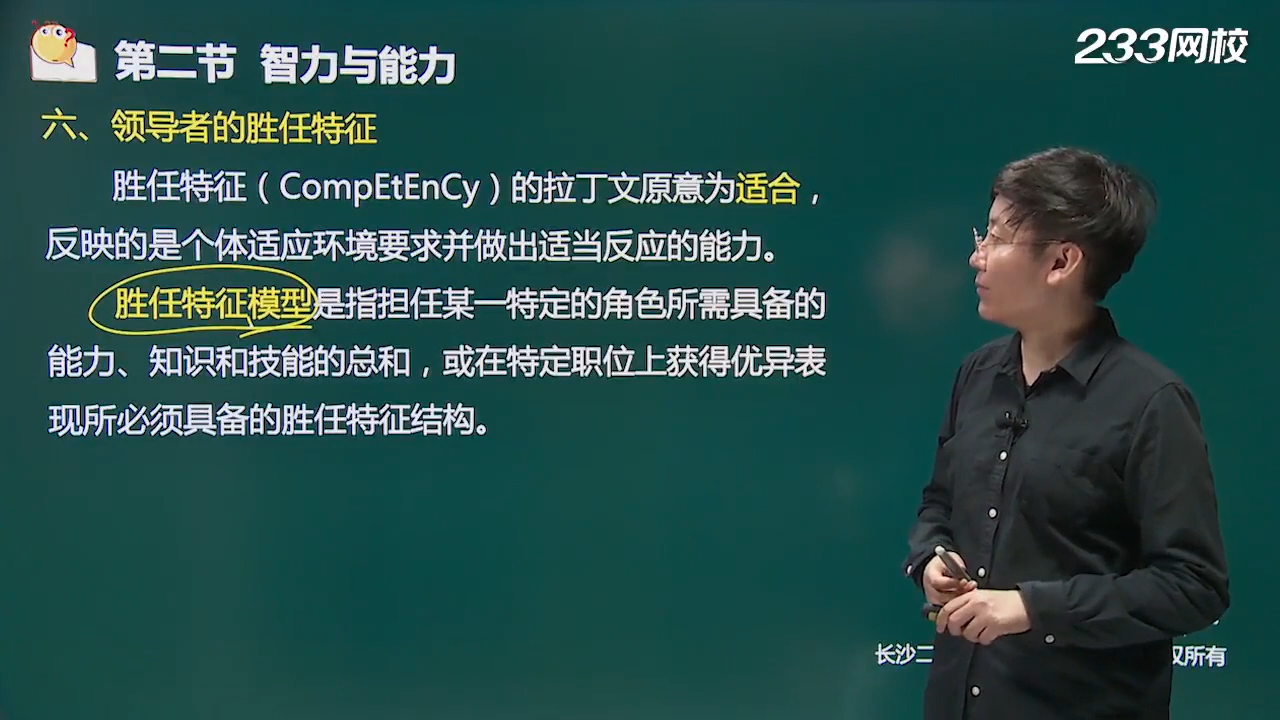 233网校
第二节 智力与能力
六、领导者的胜任特征
胜任特征（CompEtEnCy）的拉丁文原意为适合，
反映的是个体适应环境要求并做出适当反应的能力。
胜任特征模型是指担任某一特定的角色所需具备的
能力、知识和技能的总和，或在特定职位上获得优异表
现所必须具备的胜任特征结构。
长沙二
权所有